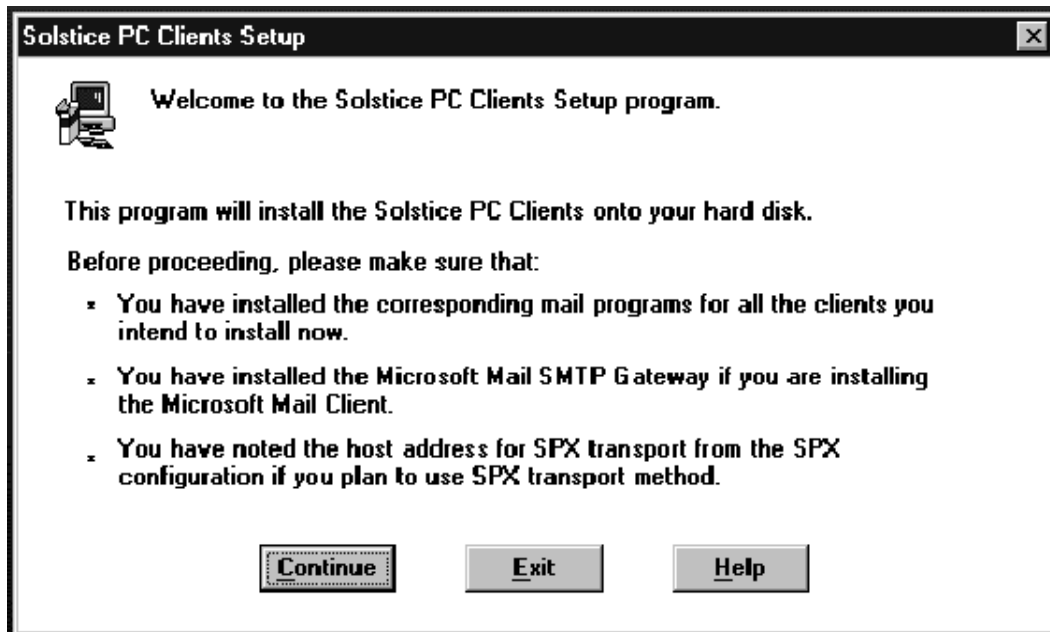 Solstice PC Clients Setup
Welcome to the Solstice PC Clients Setup program.
This program will install the Solstice PC Clients onto your hard disk.
Before proceeding, please make sure that:
You have installed the corresponding mail programs for all the clients you
intend to install now.
You have installed the Microsoft Mail SMTP Gateway if you are installing
the Microsoft Mail Client.
You have noted the host address for SPX transport from the SPX
configuration if you plan to use SPX transport method.
Continue Exit Help